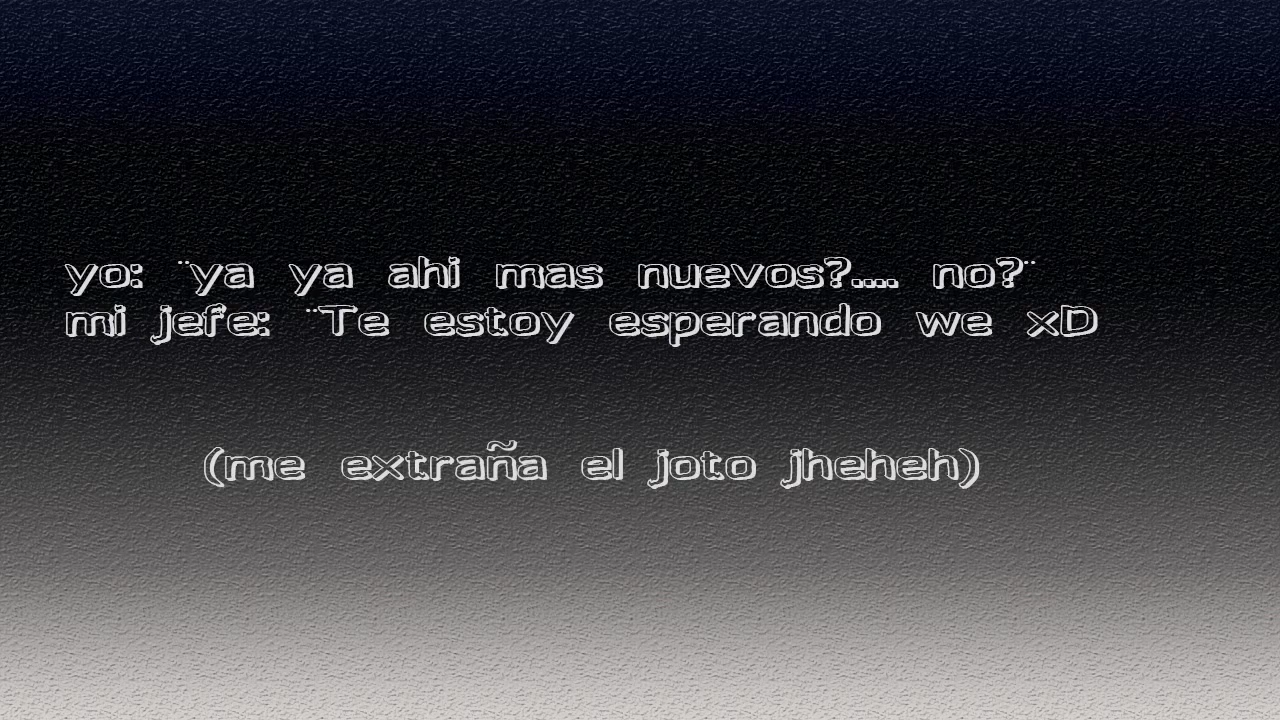 yo: ¨ya ya ahi mas nuevos?.... no?¨
mi jefe: ¨Te estoy esperando we xD
(me extraña el joto jheheh)